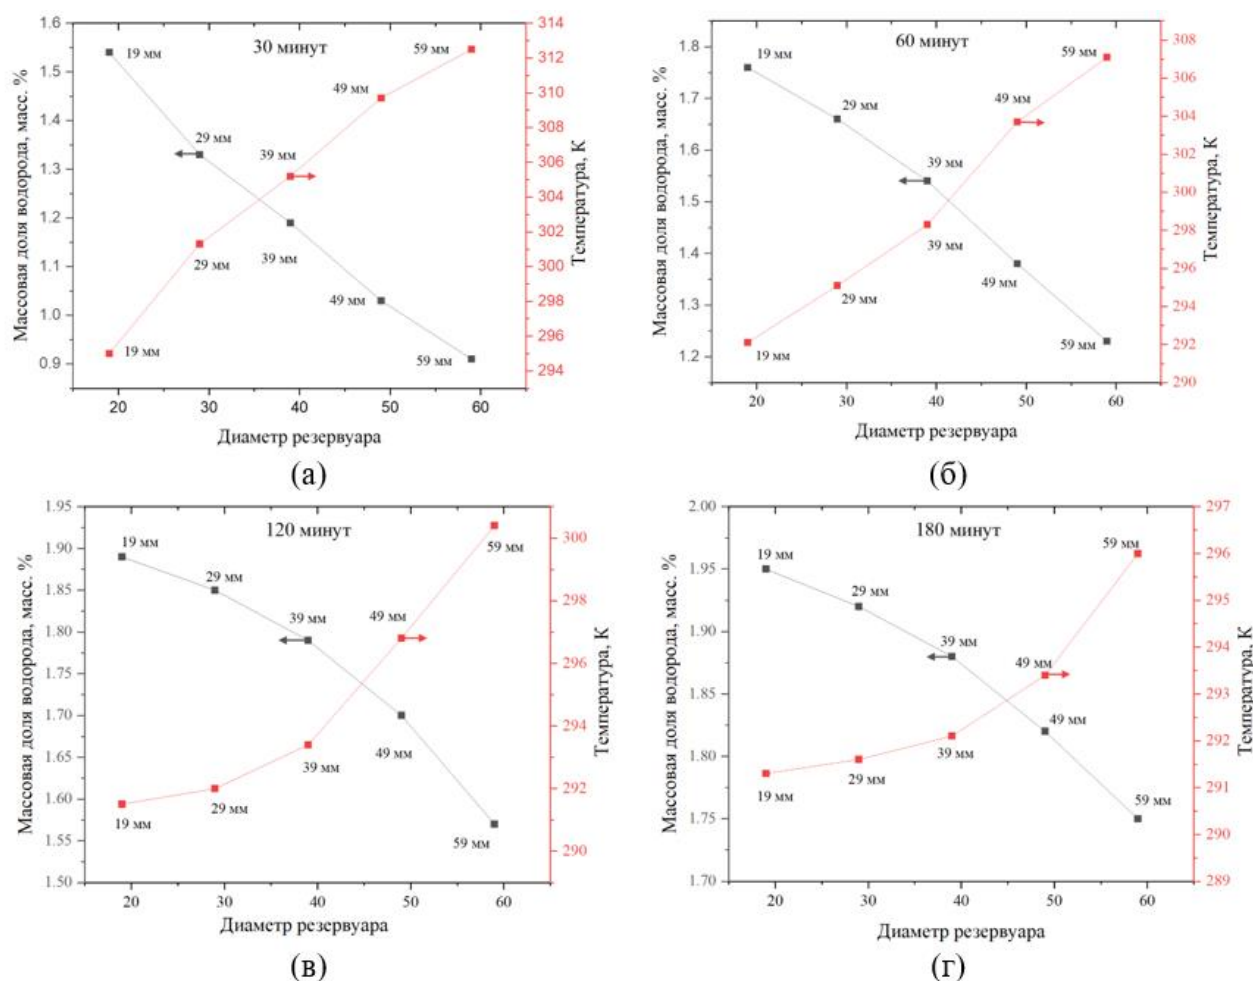 Массовая доля водорода, масс. %
1.6
1.5
1.4
1.3
1.2
1.1
1.0
0.9
30 минут
19 мм
29 мм
39 мм
49 мм
59 мм
19 мм
29 мм
39 мм
49 мм
59 мм
314
312
310
308
306
304
302
300
298
296
294
Температура, К
20 30 40 50 60
Диаметр резервуара
(а)
Массовая доля водорода, масс. %
1.8
1.7
1.6
1.5
1.4
1.3
1.2
60 минут
19 мм
29 мм
39 мм
49 мм
59 мм
19 мм
29 мм
39 мм
49 мм
59 мм
308
306
304
302
300
298
296
294
292
290
Температура, К
20 30 40 50 60
Диаметр резервуара
(б)
Массовая доля водорода, масс. %
1.95
1.90
1.85
1.80
1.75
1.70
1.65
1.60
1.55
1.50
120 минут
19 мм
29 мм
39 мм
49 мм
59 мм
19 мм
29 мм
39 мм
49 мм
59 мм
300
298
296
294
292
290
Температура, К
20 30 40 50 60
Диаметр резервуара
(в)
Массовая доля водорода, масс. %
2.00
1.95
1.90
1.85
1.80
1.75
1.70
180 минут
19 мм
29 мм
39 мм
49 мм
59 мм
19 мм
29 мм
39 мм
49 мм
59 мм
297
296
295
294
293
292
291
290
289
Температура, К
20 30 40 50 60
Диаметр резервуара
(г)